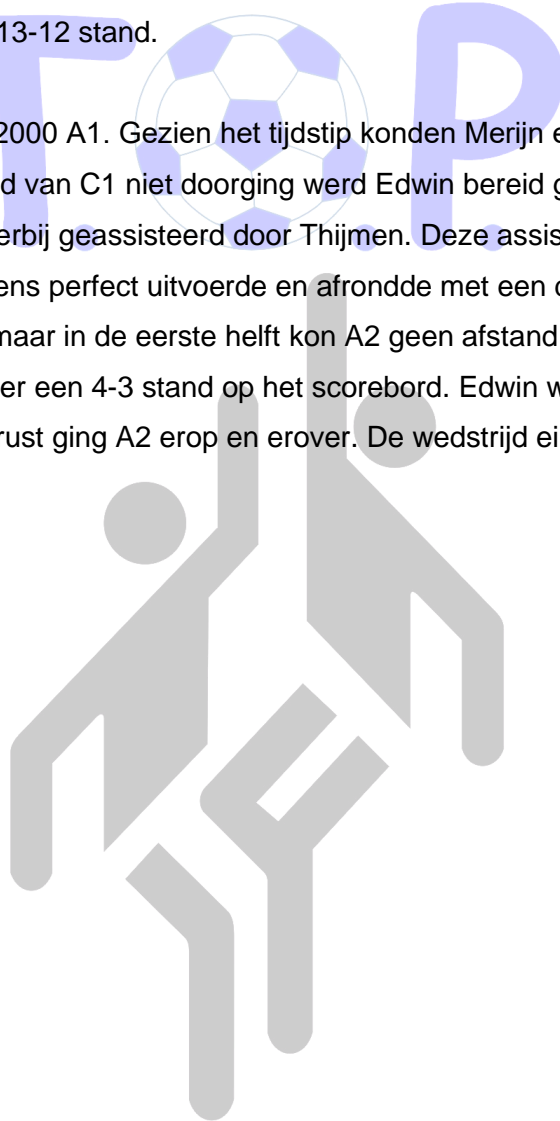 T.O.P.
13-12 stand.
2000 A1. Gezien het tijdstip konden Merijn e
d van C1 niet doorging werd Edwin bereid g
erbij geassisteerd door Thijmen. Deze assis
ens perfect uitvoerde en afrondde met een
maar in de eerste helft kon A2 geen afstand
er een 4-3 stand op het scorebord. Edwin w
rust ging A2 erop en erover. De wedstrijd ei